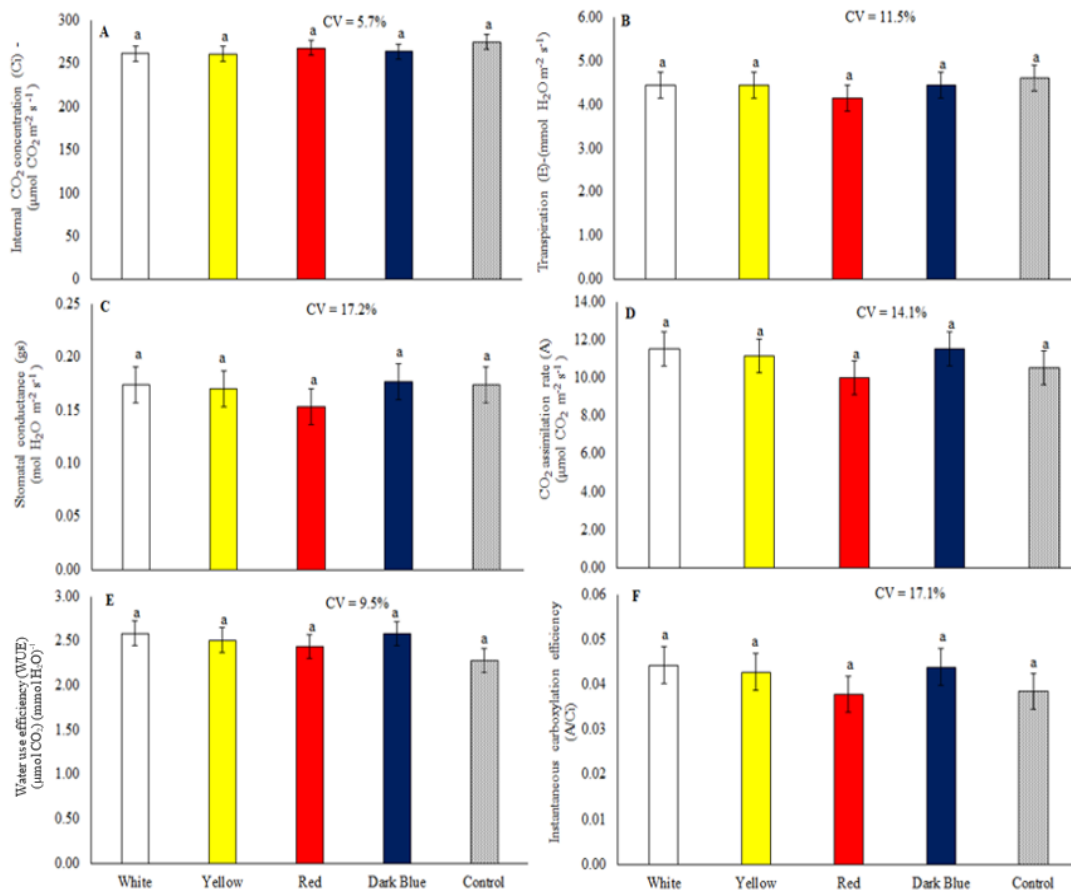 A
CV = 5.7%
a a a a a
300
250
200
150
100
50
0
Internal CO₂ concentration (Ci) -
(µmol CO₂ m⁻² s⁻¹)
B
CV = 11.5%
a a a a a
6.00
5.00
4.00
3.00
2.00
1.00
0.00
Transpiration (E)-(mmol H₂O m⁻² s⁻¹)
C
CV = 17.2%
a a a a a
0.25
0.20
0.15
0.10
0.05
0.00
Stomatal conductance (gs)
(mol H₂O m⁻² s⁻¹)
D
CV = 14.1%
a a a a a
14.00
12.00
10.00
8.00
6.00
4.00
2.00
0.00
CO₂ assimilation rate (A)
(µmol CO₂ m⁻² s⁻¹)
E
CV = 9.5%
a a a a a
3.00
2.50
2.00
1.50
1.00
0.50
0.00
Water use efficiency (WUE)
(µmol CO₂) (mmol H₂O)⁻¹
White Yellow Red Dark Blue Control
F
CV = 17.1%
a a a a a
0.06
0.05
0.04
0.03
0.02
0.01
0.00
Instantaneous carboxylation efficiency
(A/Ci)
White Yellow Red Dark Blue Control